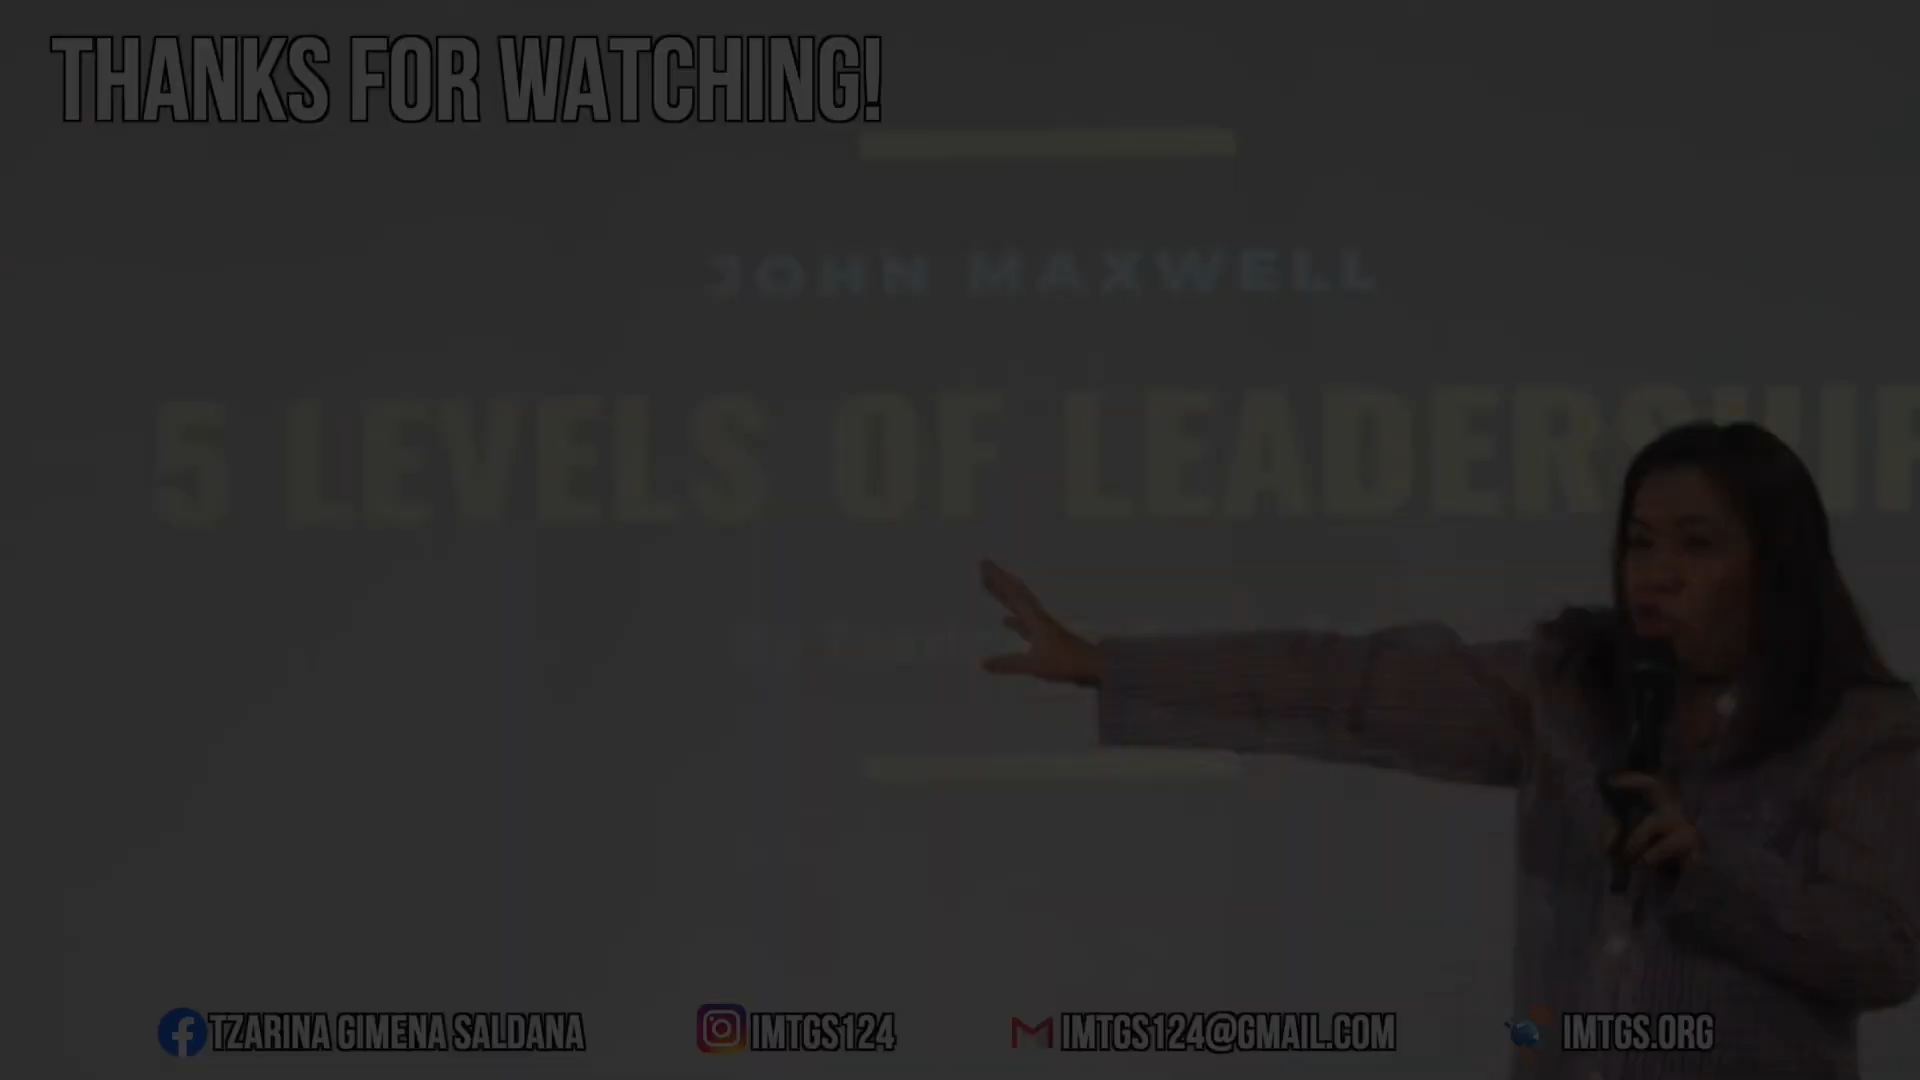 THANKS FOR WATCHING!
JOHN MAXWELL
5 LEVELS OF LEADERSHIP
TZARINA GIMENA SALDANA
IMTGS124
IMTGS124@GMAIL.COM
IMTGS.ORG